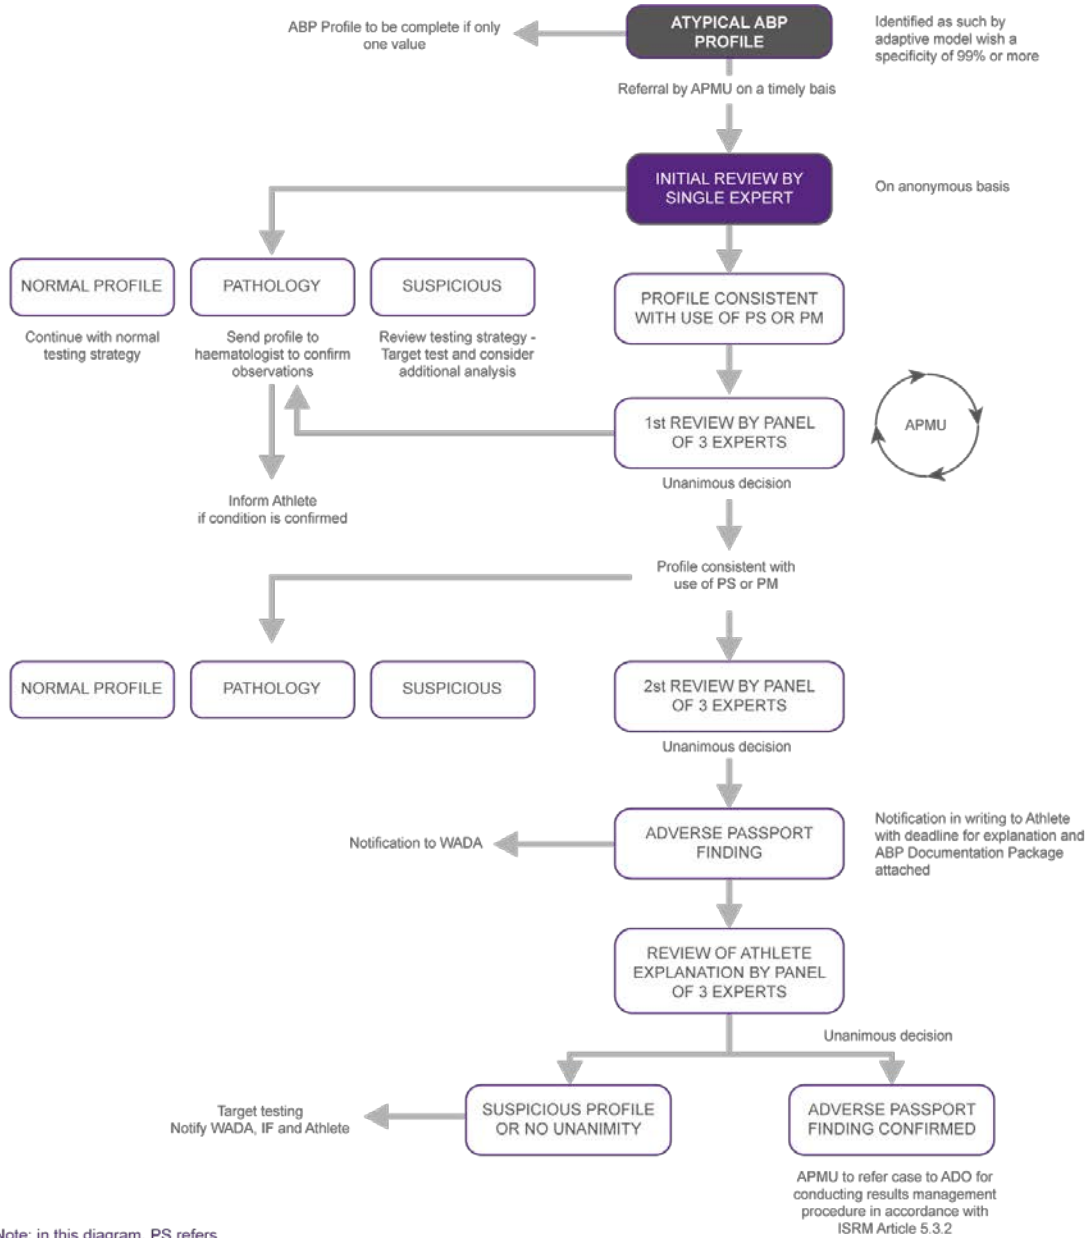 ABP Profile to be complete if only
one value
ATYPICAL ABP
PROFILE
Identified as such by
adaptive model wish a
specificity of 99% or more
Referral by APMU on a timely bais
INITIAL REVIEW BY
SINGLE EXPERT
On anonymous basis
NORMAL PROFILE
PATHOLOGY
SUSPICIOUS
PROFILE CONSISTENT
WITH USE OF PS OR PM
Continue with normal
testing strategy
Send profile to
haematologist to confirm
observations
Review testing strategy -
Target test and consider
additional analysis
1st REVIEW BY PANEL
OF 3 EXPERTS
APMU
Unanimous decision
Inform Athlete
if condition is confirmed
Profile consistent with
use of PS or PM
NORMAL PROFILE
PATHOLOGY
SUSPICIOUS
2st REVIEW BY PANEL
OF 3 EXPERTS
Unanimous decision
Notification to WADA
ADVERSE PASSPORT
FINDING
Notification in writing to Athlete
with deadline for explanation and
ABP Documentation Package
attached
REVIEW OF ATHLETE
EXPLANATION BY PANEL
OF 3 EXPERTS
Unanimous decision
Target testing
Notify WADA, IF and Athlete
SUSPICIOUS PROFILE
OR NO UNANIMITY
ADVERSE PASSPORT
FINDING CONFIRMED
APMU to refer case to ADO for
conducting results management
procedure in accordance with
ISRM Article 5.3.2
Note: in this diagram, PS refers